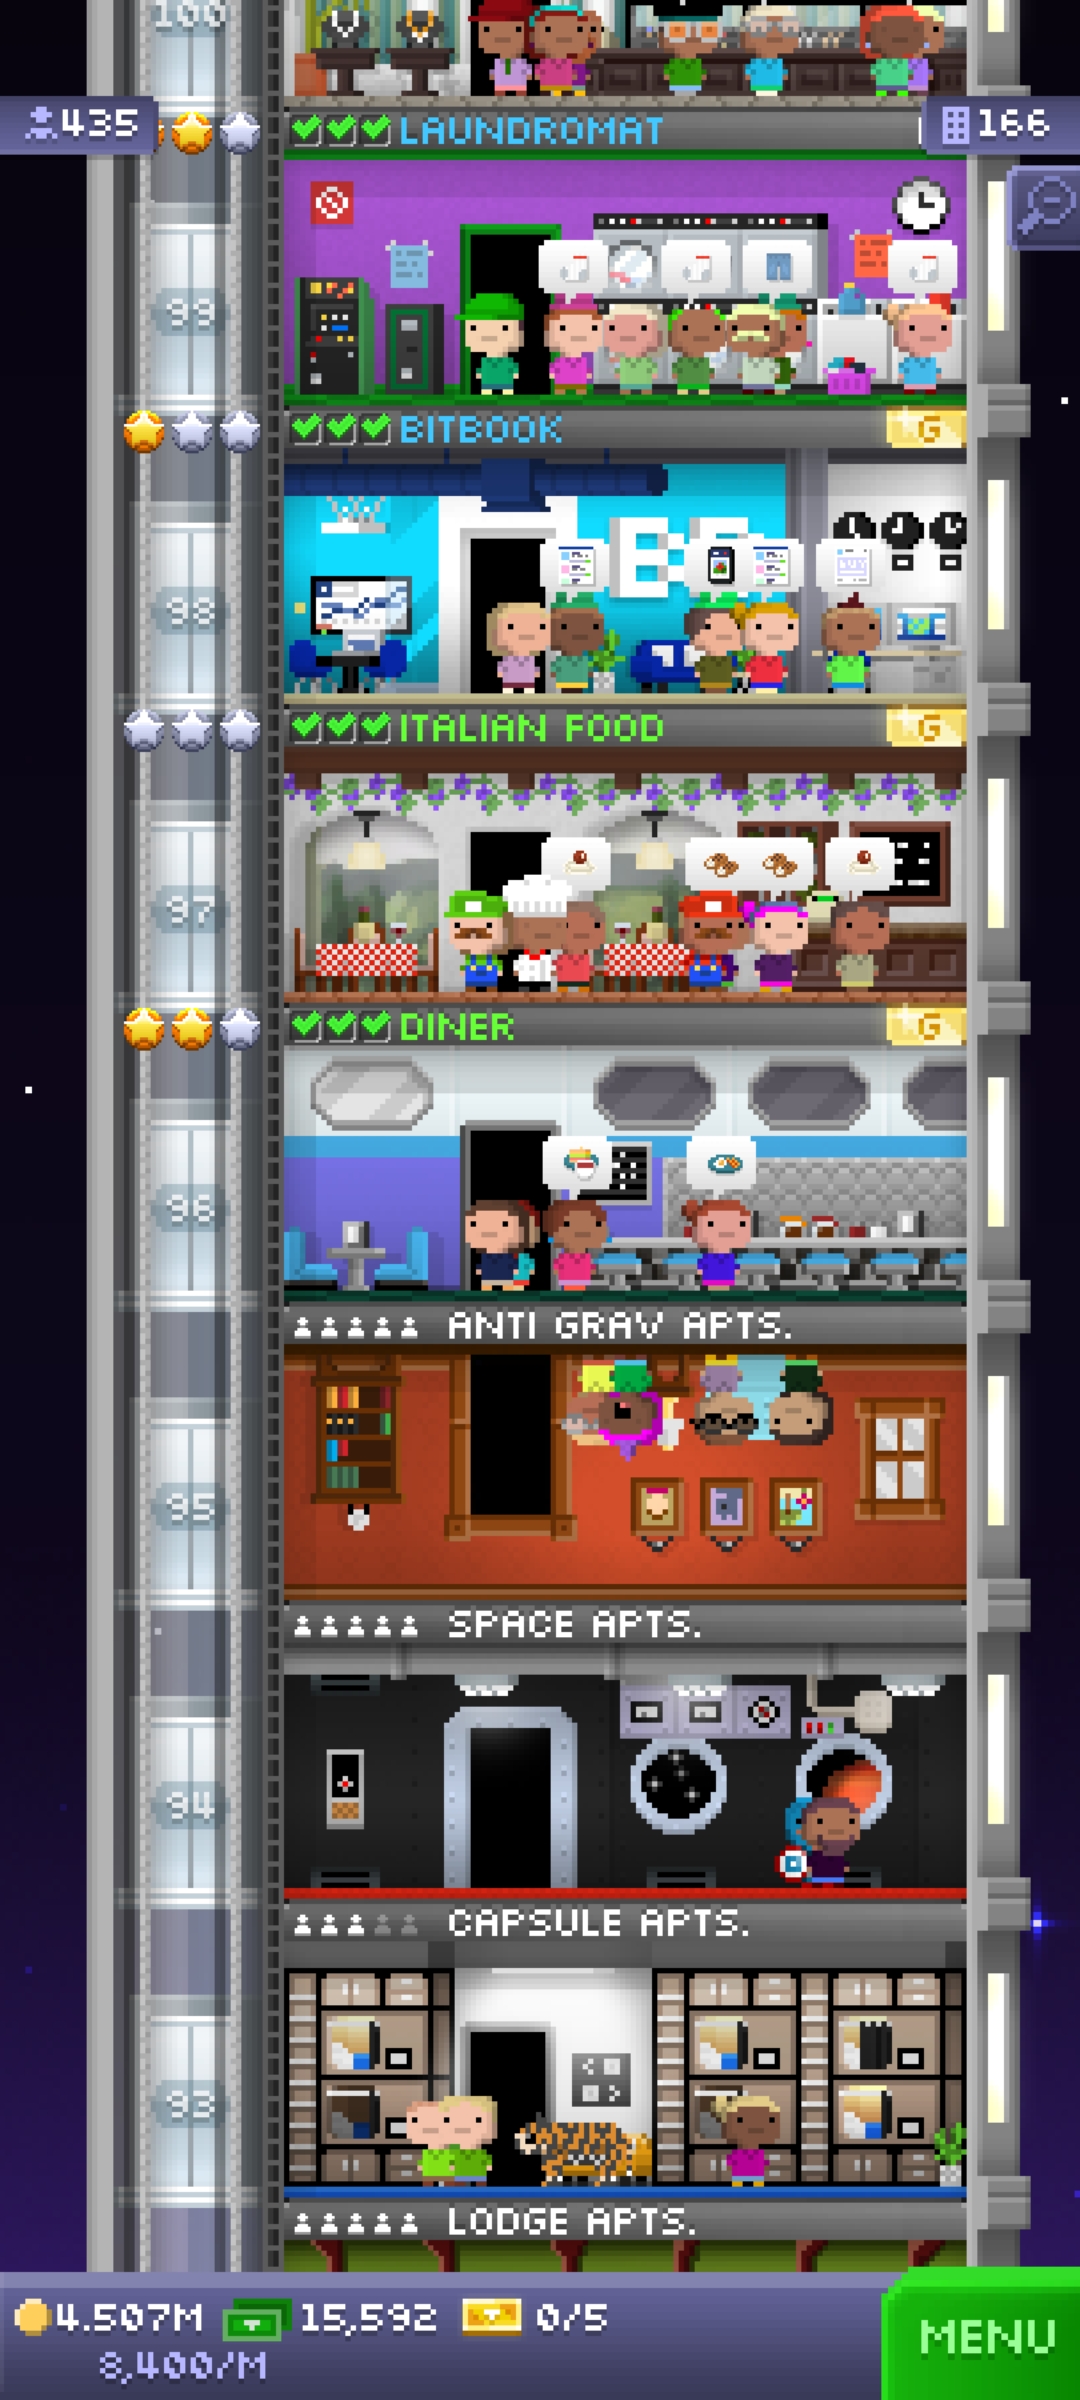 100
435
166
LAUNDROMAT
99
BITBOOK
G
98
ITALIAN FOOD
G
97
DINER
G
96
ANTI GRAV APTS.
95
SPACE APTS.
94
CAPSULE APTS.
93
LODGE APTS.
4.507M
15,592
0/5
8,400/M
MENU